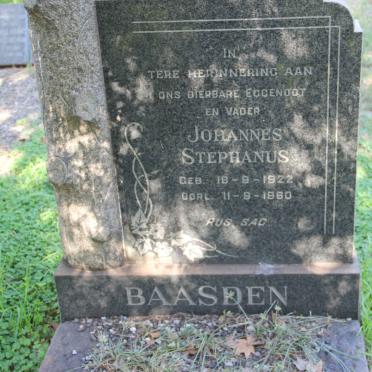 IN
TERE HERINNERING AAN
ONS DIERBARE EGGENOOT
EN VADER
JOHANNES
STEPHANUS
GEB. 18-9-1922
OORL. 11-9-1960
RUS SAG
BAASDEN